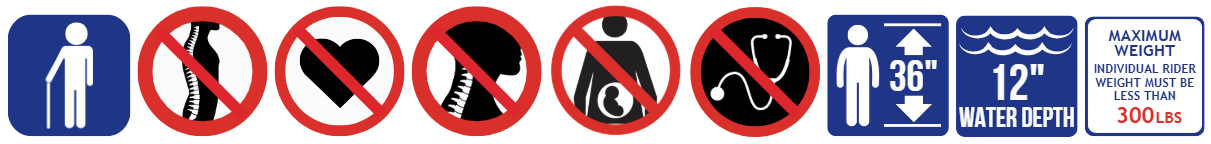 36"
12"
WATER DEPTH
MAXIMUM
WEIGHT
INDIVIDUAL RIDER
WEIGHT MUST BE
LESS THAN
300LBS